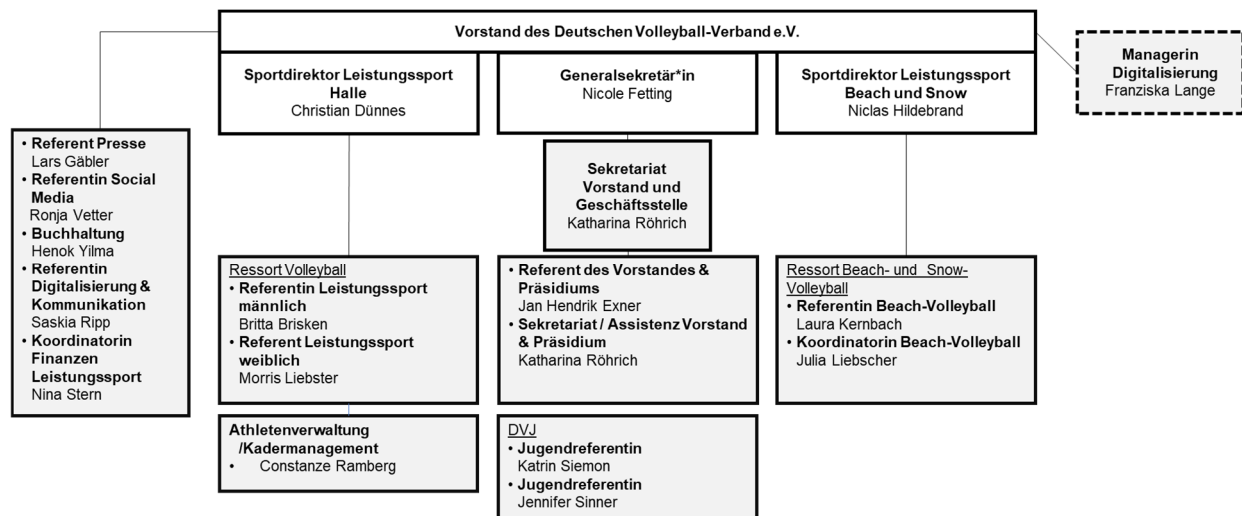 Vorstand des Deutschen Volleyball-Verband e.V.
Sportdirektor Leistungssport
Halle
Christian Dünnes
Generalsekretär*in
Nicole Fetting
Sportdirektor Leistungssport
Beach und Snow
Niclas Hildebrand
Managerin
Digitalisierung
Franziska Lange
• Referent Presse
Lars Gäbler
• Referentin Social
Media
Ronja Vetter
• Buchhaltung
Henok Yilma
• Referentin
Digitalisierung &
Kommunikation
Saskia Ripp
• Koordinatorin
Finanzen
Leistungssport
Nina Stern
Sekretariat
Vorstand und
Geschäftsstelle
Katharina Röhrich
Ressort Volleyball
• Referentin Leistungssport
männlich
Britta Brisken
• Referent Leistungssport
weiblich
Morris Liebster
• Referent des Vorstandes &
Präsidiums
Jan Hendrik Exner
• Sekretariat / Assistenz Vorstand
& Präsidium
Katharina Röhrich
Ressort Beach- und Snow-
Volleyball
• Referentin Beach-Volleyball
Laura Kernbach
• Koordinatorin Beach-Volleyball
Julia Liebscher
Athletenverwaltung
/Kadermanagement
• Constanze Ramberg
DVJ
• Jugendreferentin
Katrin Siemon
• Jugendreferentin
Jennifer Sinner